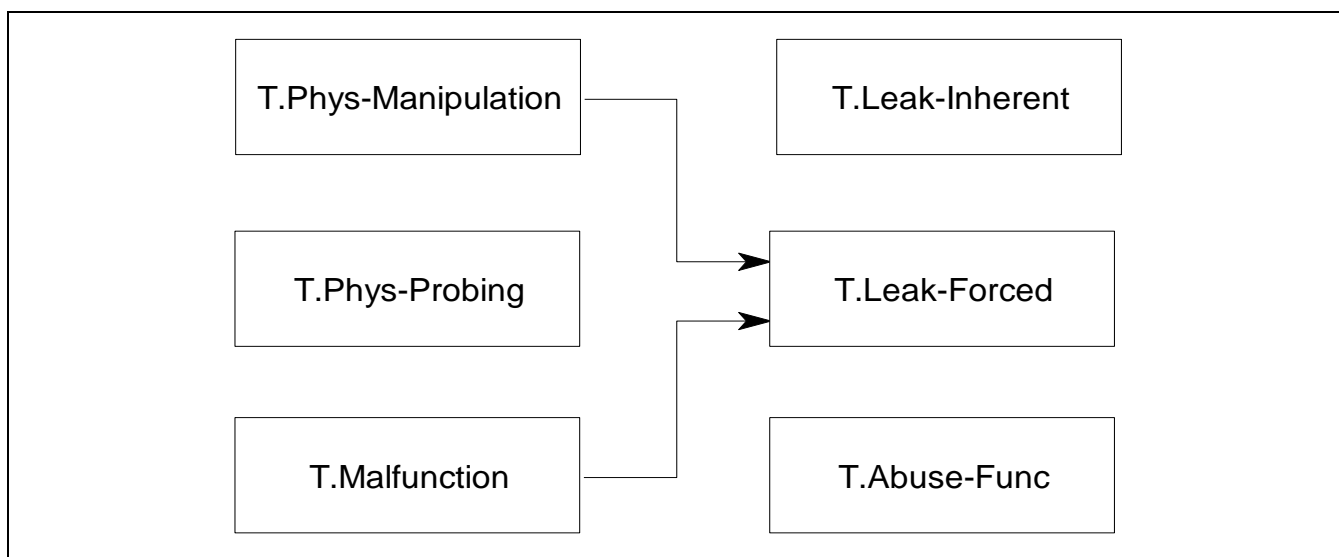 T.Phys-Manipulation
T.Leak-Inherent
T.Phys-Probing
T.Leak-Forced
T.Malfunction
T.Abuse-Func